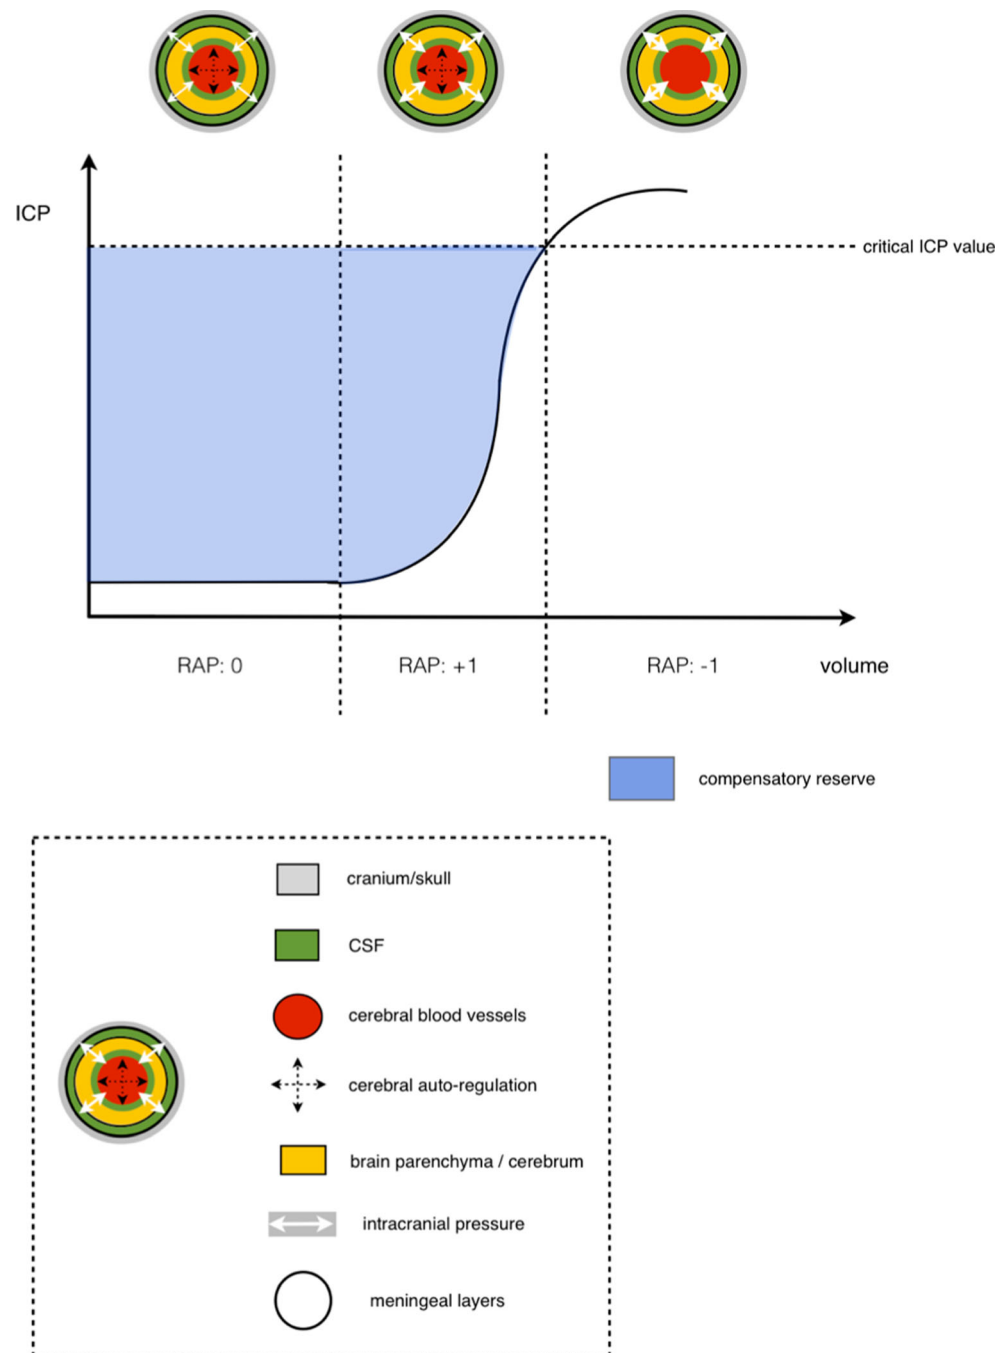 ICP
critical ICP value
RAP: 0
RAP: +1
RAP: -1
volume
compensatory reserve
cranium/skull
CSF
cerebral blood vessels
cerebral auto-regulation
brain parenchyma / cerebrum
intracranial pressure
meningeal layers